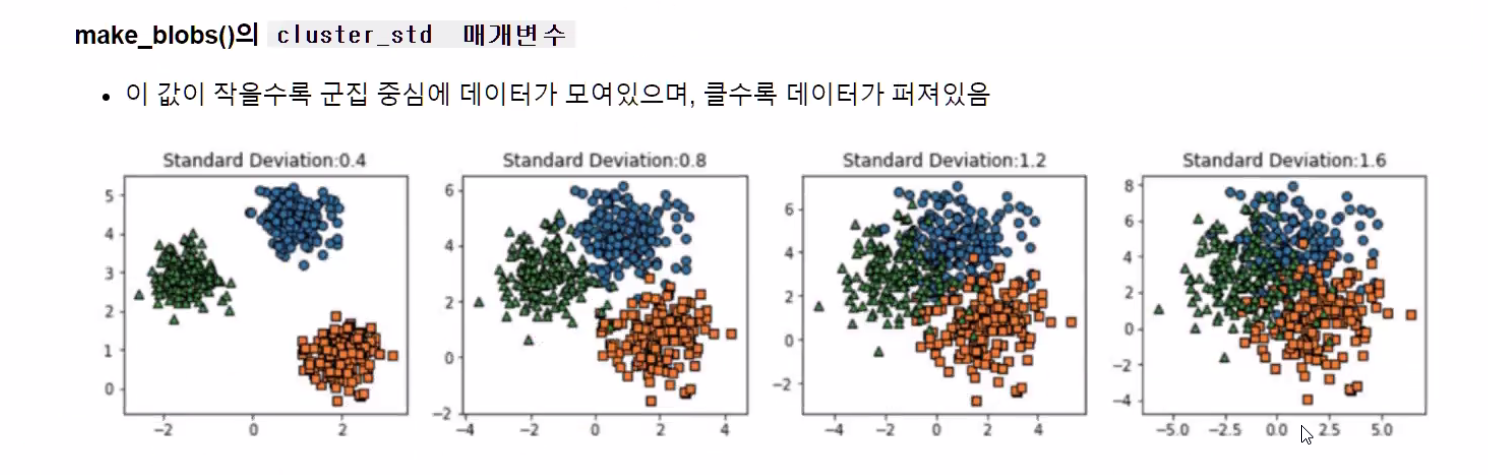 make_blobs()의 cluster_std 매개변수
• 이 값이 작을수록 군집 중심에 데이터가 모여있으며, 클수록 데이터가 퍼져있음
Standard Deviation:0.4
5
4
3
2
1
0
−2 0 2
Standard Deviation:0.8
6
4
2
0
−2
−4 −2 0 2 4
Standard Deviation:1.2
6
4
2
0
−2
−4 −2 0 2 4
Standard Deviation:1.6
8
6
4
2
0
−2
−4
−5.0 −2.5 0.0 2.5 5.0